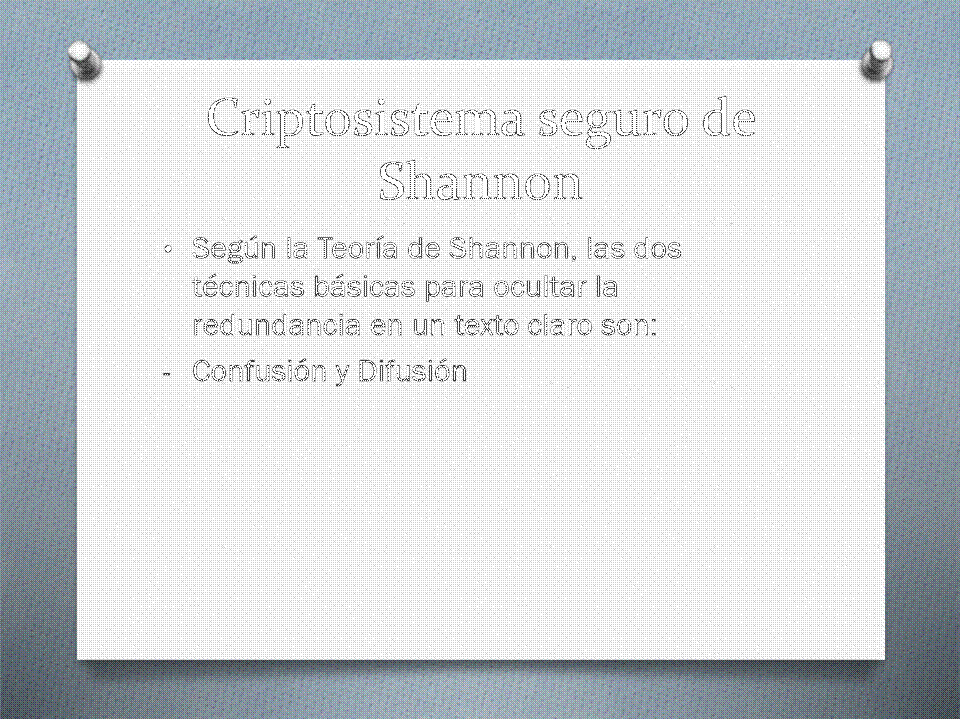 Criptosistema seguro de
Shannon
• Según la Teoría de Shannon, las dos
técnicas básicas para ocultar la
redundancia en un texto claro son:
- Confusión y Difusión